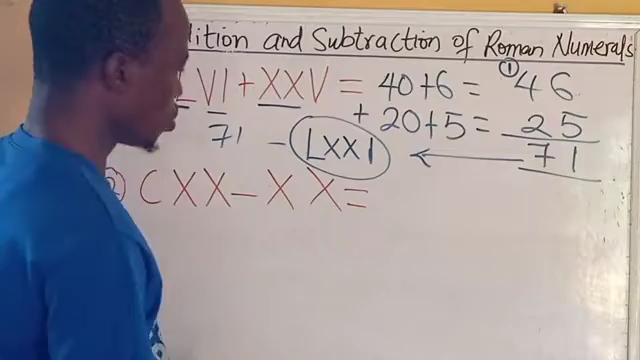 dition and Subtraction of Roman Numerals
LVI + XXV = 40+6 = 46
+ 20+5 = 25
71 - LXXI 71
② CXX - XX =